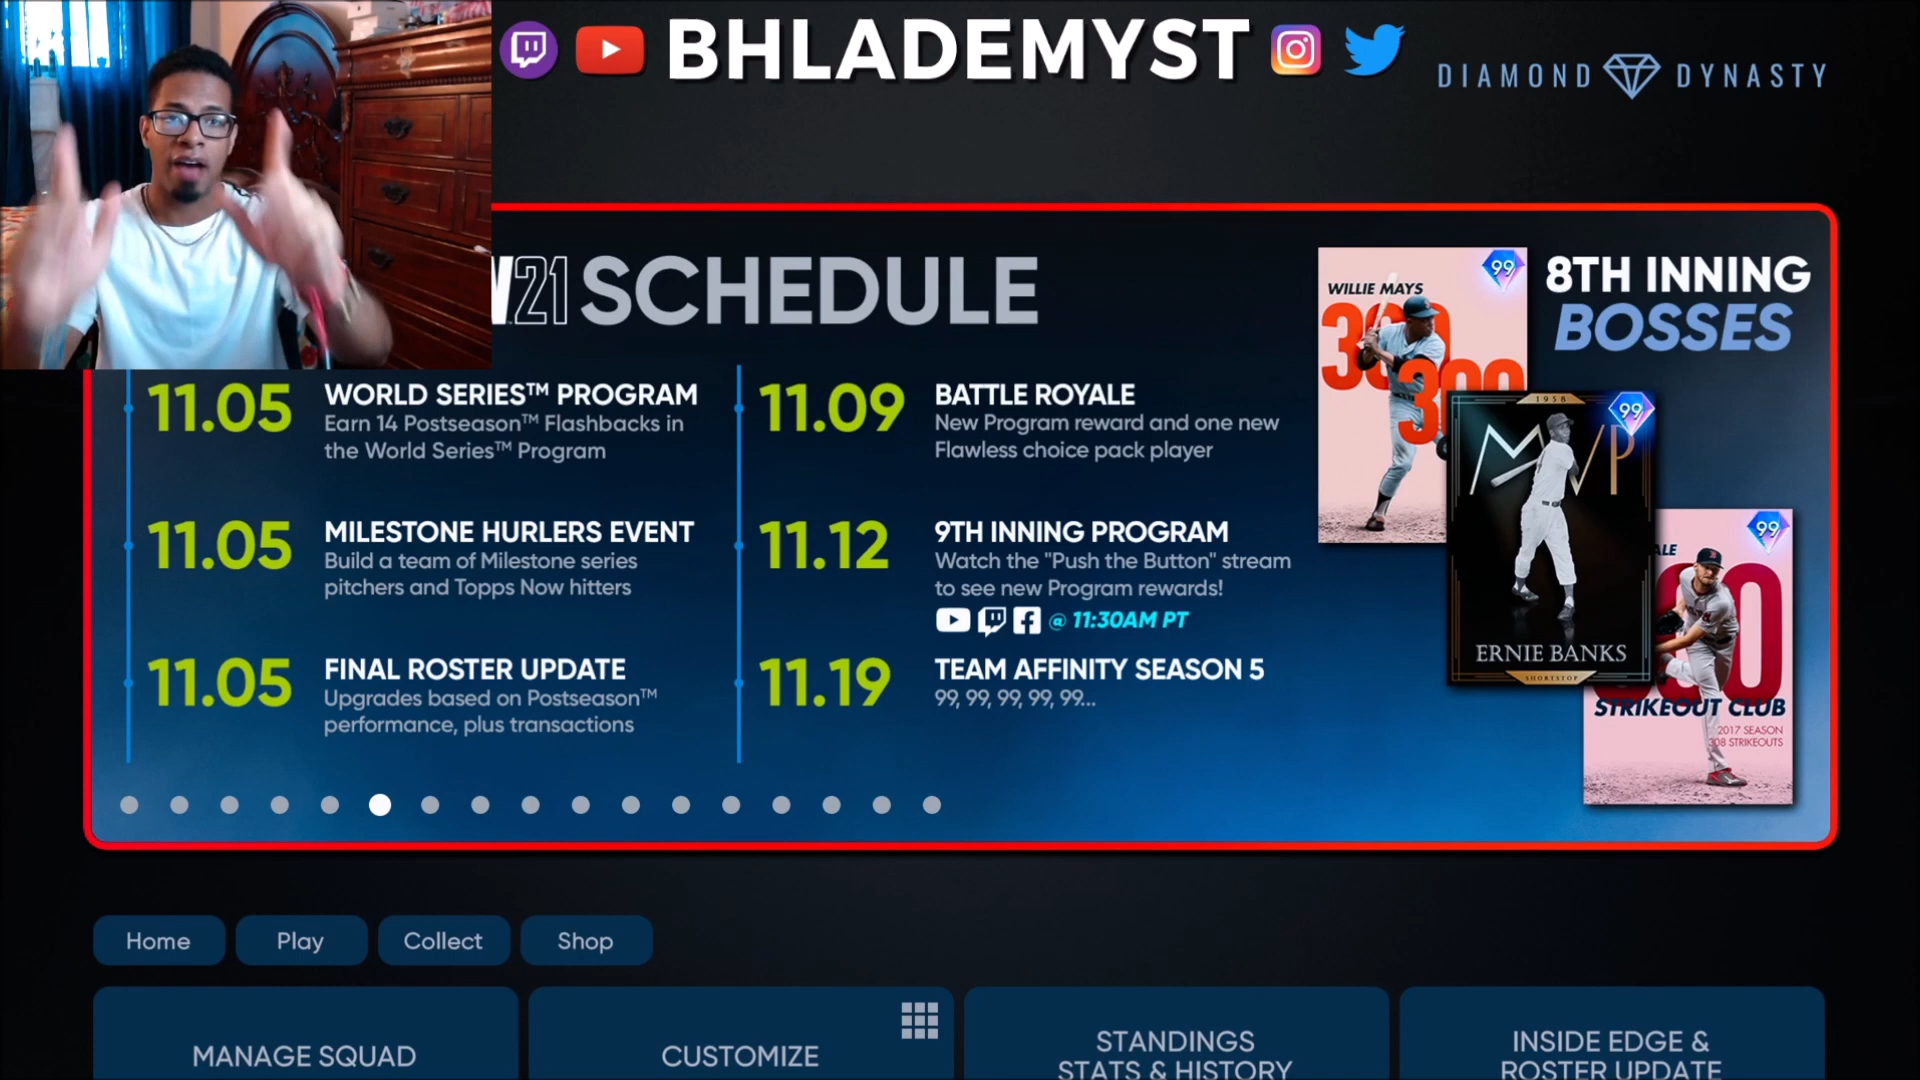 BHLADEMYST
DIAMOND DYNASTY
21 SCHEDULE
11.05
WORLD SERIES™ PROGRAM
Earn 14 Postseason™ Flashbacks in
the World Series™ Program
11.05
MILESTONE HURLERS EVENT
Build a team of Milestone series
pitchers and Topps Now hitters
11.05
FINAL ROSTER UPDATE
Upgrades based on Postseason™
performance, plus transactions
11.09
BATTLE ROYALE
New Program reward and one new
Flawless choice pack player
11.12
9TH INNING PROGRAM
Watch the "Push the Button" stream
to see new Program rewards!
@ 11:30AM PT
11.19
TEAM AFFINITY SEASON 5
99, 99, 99, 99, 99...
8TH INNING
BOSSES
99
WILLIE MAYS
300
300
99
1958
MVP
ERNIE BANKS
SHORTSTOP
99
ALE
300
STRIKEOUT CLUB
2017 SEASON
308 STRIKEOUTS
Home
Play
Collect
Shop
MANAGE SQUAD
CUSTOMIZE
STANDINGS
STATS & HISTORY
INSIDE EDGE &
ROSTER UPDATE